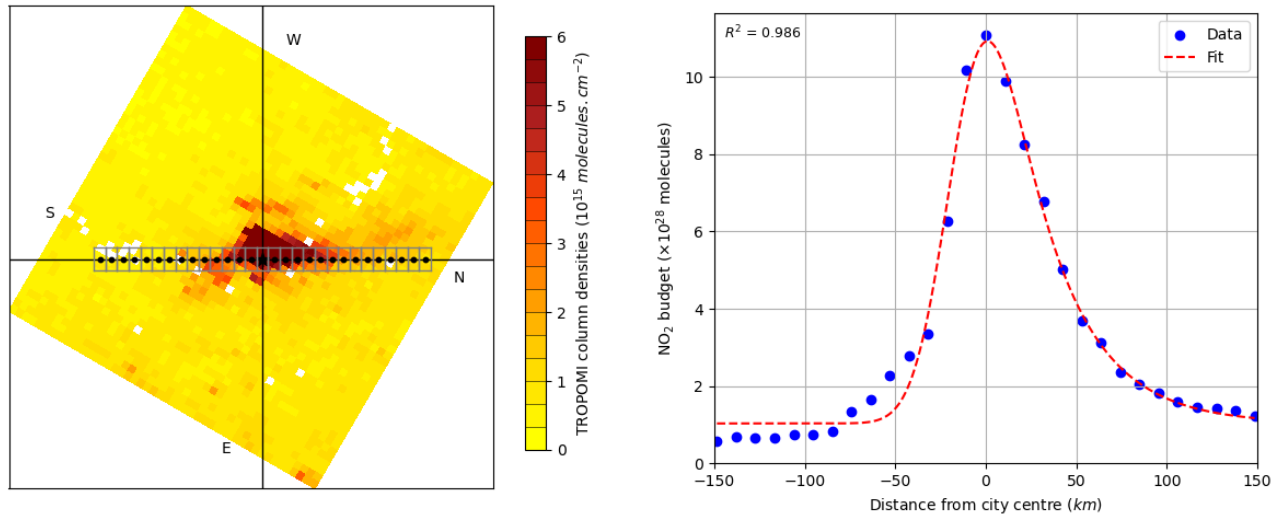 W
S
N
E
6
5
4
3
2
1
0
TROPOMI column densities (10¹⁵ molecules.cm⁻²)
R² = 0.986
Data
Fit
10
8
6
4
2
0
NO₂ budget (×10²⁸ molecules)
−150 −100 −50 0 50 100 150
Distance from city centre (km)